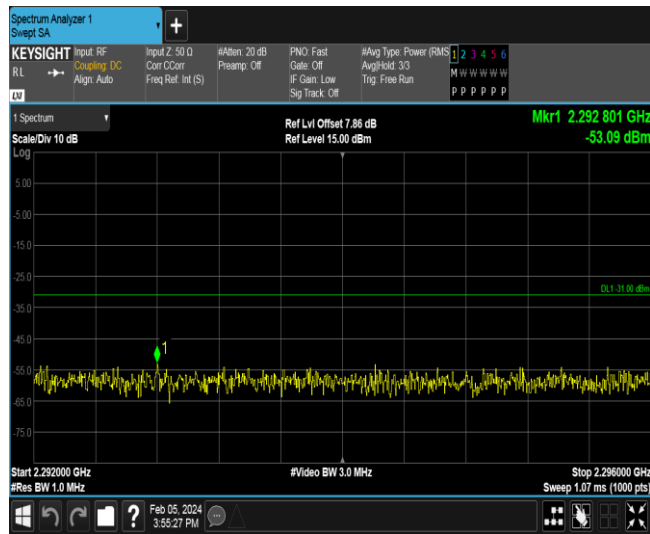 Spectrum Analyzer 1
Swept SA
+
KEYSIGHT
RL
LXI
Input: RF
Coupling: DC
Align: Auto
Input Z: 50 Ω
Corr CCorr
Freq Ref: Int (S)
#Atten: 20 dB
Preamp: Off
PNO: Fast
Gate: Off
IF Gain: Low
Sig Track: Off
#Avg Type: Power (RMS
Avg|Hold: 3/3
Trig: Free Run
1 2 3 4 5 6
M W W W W W
P P P P P P
1 Spectrum
Scale/Div 10 dB
Ref Lvl Offset 7.86 dB
Ref Level 15.00 dBm
Mkr1 2.292 801 GHz
-53.09 dBm
Log
5.00
-5.00
-15.0
-25.0
DL1 -31.00 dBm
-35.0
-45.0
1
-55.0
-65.0
-75.0
Start 2.292000 GHz
#Res BW 1.0 MHz
#Video BW 3.0 MHz
Stop 2.296000 GHz
Sweep 1.07 ms (1000 pts)
?
Feb 05, 2024
3:55:27 PM